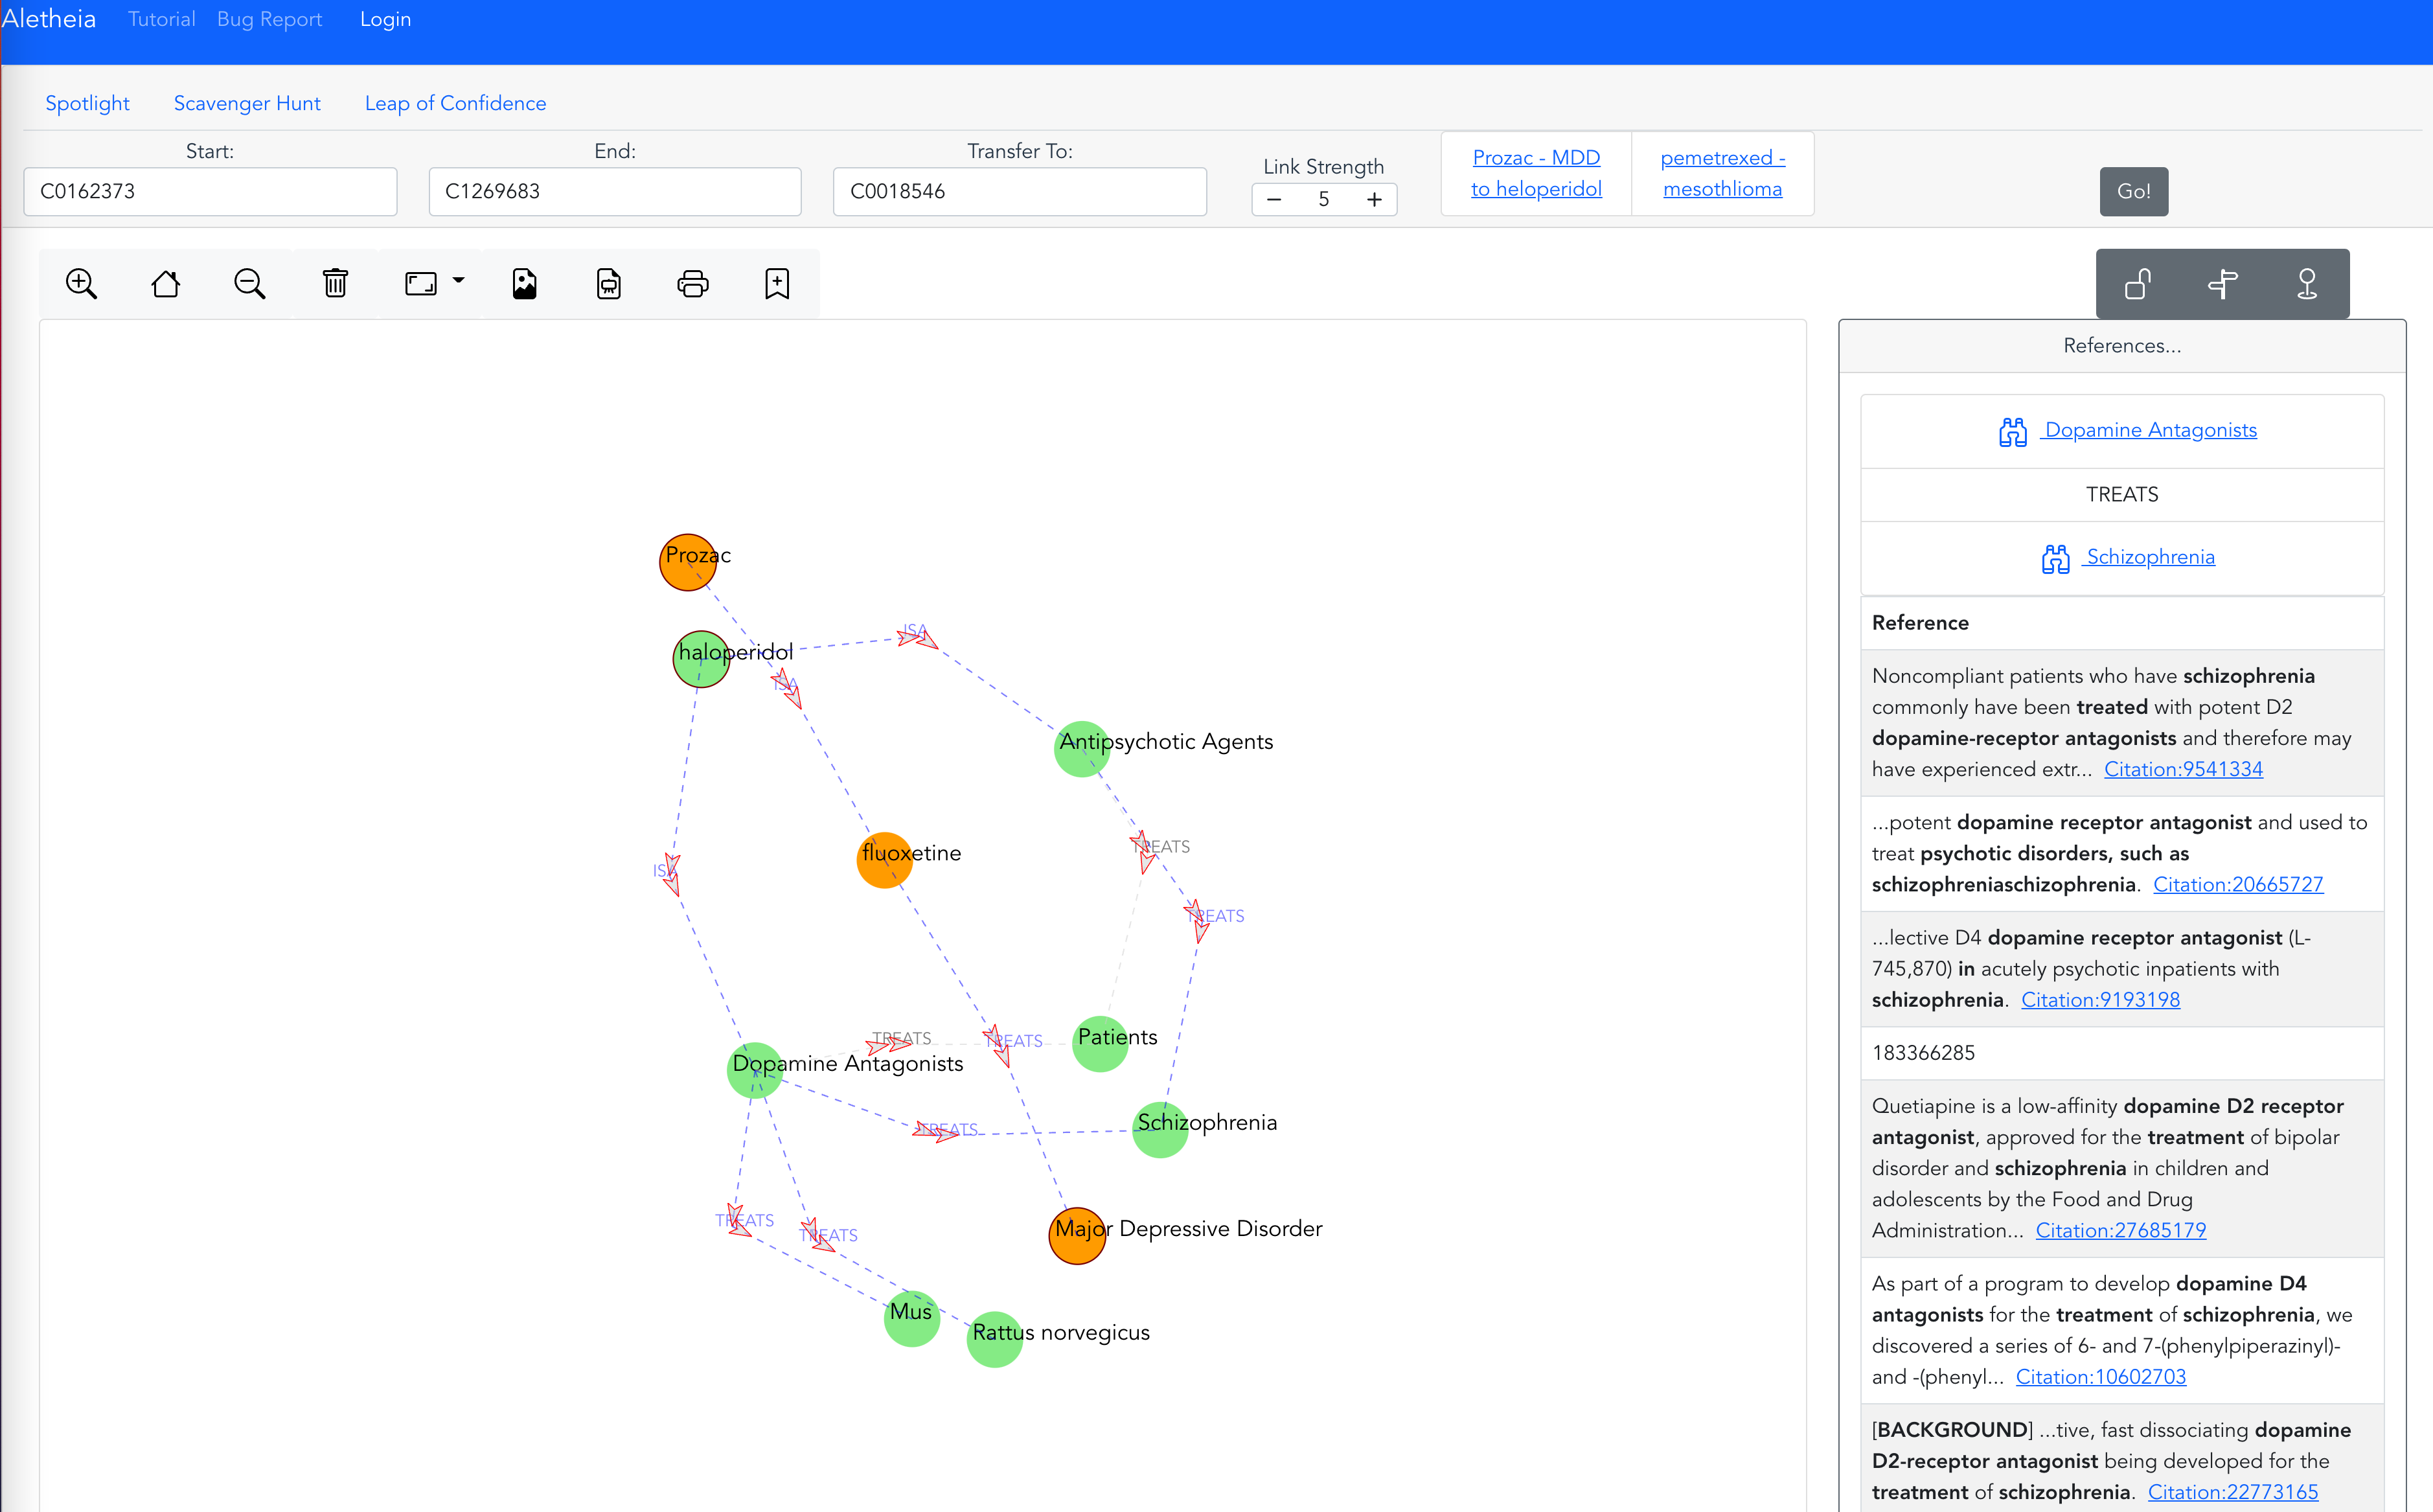 Aletheia Tutorial Bug Report Login
Spotlight Scavenger Hunt Leap of Confidence
Start: End: Transfer To: Link Strength
C0162373 C1269683 C0018546 − 5 +
Prozac - MDD
to heloperidol
pemetrexed -
mesothlioma
Go!
Prozac
haloperidol
ISA
ISA
Antipsychotic Agents
TREATS
fluoxetine
ISA
TREATS
TREATS
TREATS
Patients
Dopamine Antagonists
TREATS
Schizophrenia
TREATS
TREATS
Major Depressive Disorder
Mus
Rattus norvegicus
References...
Dopamine Antagonists
TREATS
Schizophrenia
Reference
Noncompliant patients who have schizophrenia
commonly have been treated with potent D2
dopamine-receptor antagonists and therefore may
have experienced extr... Citation:9541334
...potent dopamine receptor antagonist and used to
treat psychotic disorders, such as
schizophreniaschizophrenia. Citation:20665727
...lective D4 dopamine receptor antagonist (L-
745,870) in acutely psychotic inpatients with
schizophrenia. Citation:9193198
183366285
Quetiapine is a low-affinity dopamine D2 receptor
antagonist, approved for the treatment of bipolar
disorder and schizophrenia in children and
adolescents by the Food and Drug
Administration... Citation:27685179
As part of a program to develop dopamine D4
antagonists for the treatment of schizophrenia, we
discovered a series of 6- and 7-(phenylpiperazinyl)-
and -(phenyl... Citation:10602703
[BACKGROUND] ...tive, fast dissociating dopamine
D2-receptor antagonist being developed for the
treatment of schizophrenia. Citation:22773165